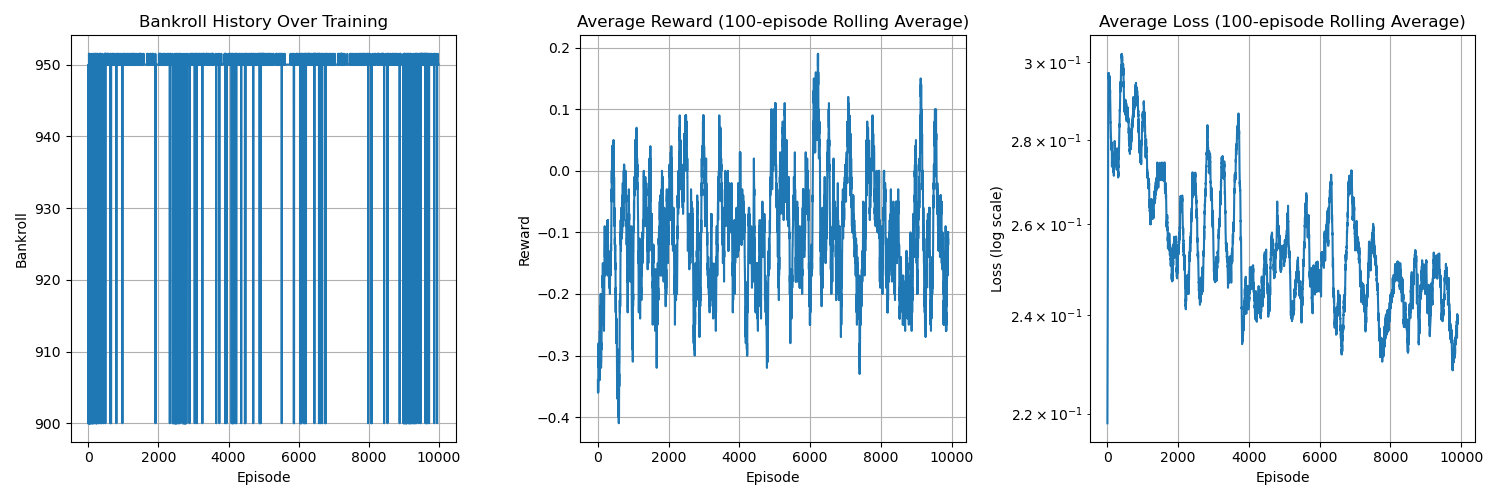 Bankroll History Over Training
950
940
930
920
910
900
Bankroll
0
2000
4000
6000
8000
10000
Episode
Average Reward (100-episode Rolling Average)
0.2
0.1
0.0
−0.1
−0.2
−0.3
−0.4
Reward
0
2000
4000
6000
8000
10000
Episode
Average Loss (100-episode Rolling Average)
3 × 10⁻¹
2.8 × 10⁻¹
2.6 × 10⁻¹
2.4 × 10⁻¹
2.2 × 10⁻¹
Loss (log scale)
0
2000
4000
6000
8000
10000
Episode